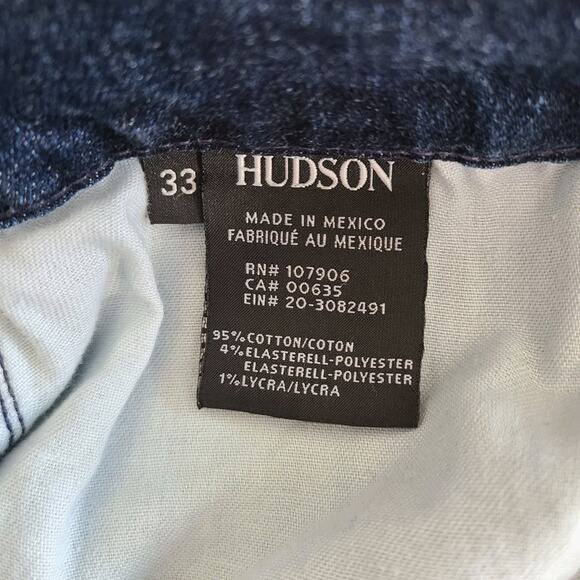 33
HUDSON
MADE IN MEXICO
FABRIQUÉ AU MEXIQUE
RN# 107906
CA# 00635
EIN# 20-3082491
95% COTTON/COTON
4% ELASTERELL-POLYESTER
ELASTERELL-POLYESTER
1% LYCRA/LYCRA